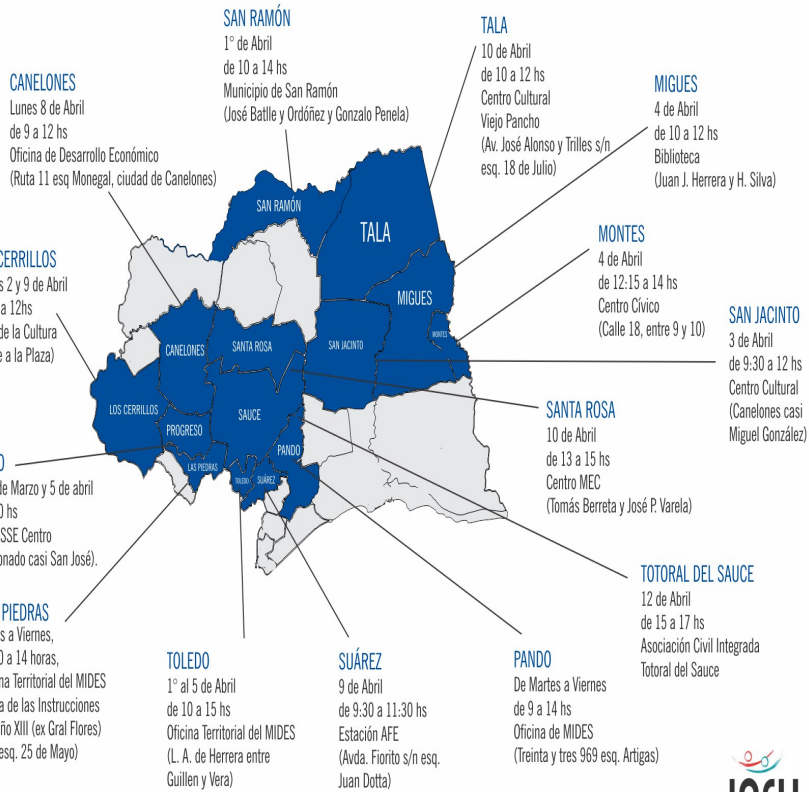 SAN RAMÓN
1° de Abril
de 10 a 14 hs
Municipio de San Ramón
(José Batlle y Ordóñez y Gonzalo Penela)
TALA
10 de Abril
de 10 a 12 hs
Centro Cultural
Viejo Pancho
(Av. José Alonso y Trilles s/n
esq. 18 de Julio)
CANELONES
Lunes 8 de Abril
de 9 a 12 hs
Oficina de Desarrollo Económico
(Ruta 11 esq Monegal, ciudad de Canelones)
MIGUES
4 de Abril
de 10 a 12 hs
Biblioteca
(Juan J. Herrera y H. Silva)
MONTES
4 de Abril
de 12:15 a 14 hs
Centro Cívico
(Calle 18, entre 9 y 10)
CERRILLOS
s 2 y 9 de Abril
a 12hs
de la Cultura
e a la Plaza)
SAN JACINTO
3 de Abril
de 9:30 a 12 hs
Centro Cultural
(Canelones casi
Miguel González)
SAN RAMÓN
TALA
MIGUES
MONTES
SAN JACINTO
CANELONES
SANTA ROSA
LOS CERRILLOS
SAUCE
PROGRESO
PANDO
LAS PIEDRAS
TOLEDO
SUÁREZ
SANTA ROSA
10 de Abril
de 13 a 15 hs
Centro MEC
(Tomás Berreta y José P. Varela)
O
de Marzo y 5 de abril
0 hs
SSE Centro
onado casi San José).
TOTORAL DEL SAUCE
12 de Abril
de 15 a 17 hs
Asociación Civil Integrada
Totoral del Sauce
PIEDRAS
s a Viernes,
0 a 14 horas,
na Territorial del MIDES
a de las Instrucciones
ño XIII (ex Gral Flores)
esq. 25 de Mayo)
TOLEDO
1° al 5 de Abril
de 10 a 15 hs
Oficina Territorial del MIDES
(L. A. de Herrera entre
Guillen y Vera)
SUÁREZ
9 de Abril
de 9:30 a 11:30 hs
Estación AFE
(Avda. Fiorito s/n esq.
Juan Dotta)
PANDO
De Martes a Viernes
de 9 a 14 hs
Oficina de MIDES
(Treinta y tres 969 esq. Artigas)